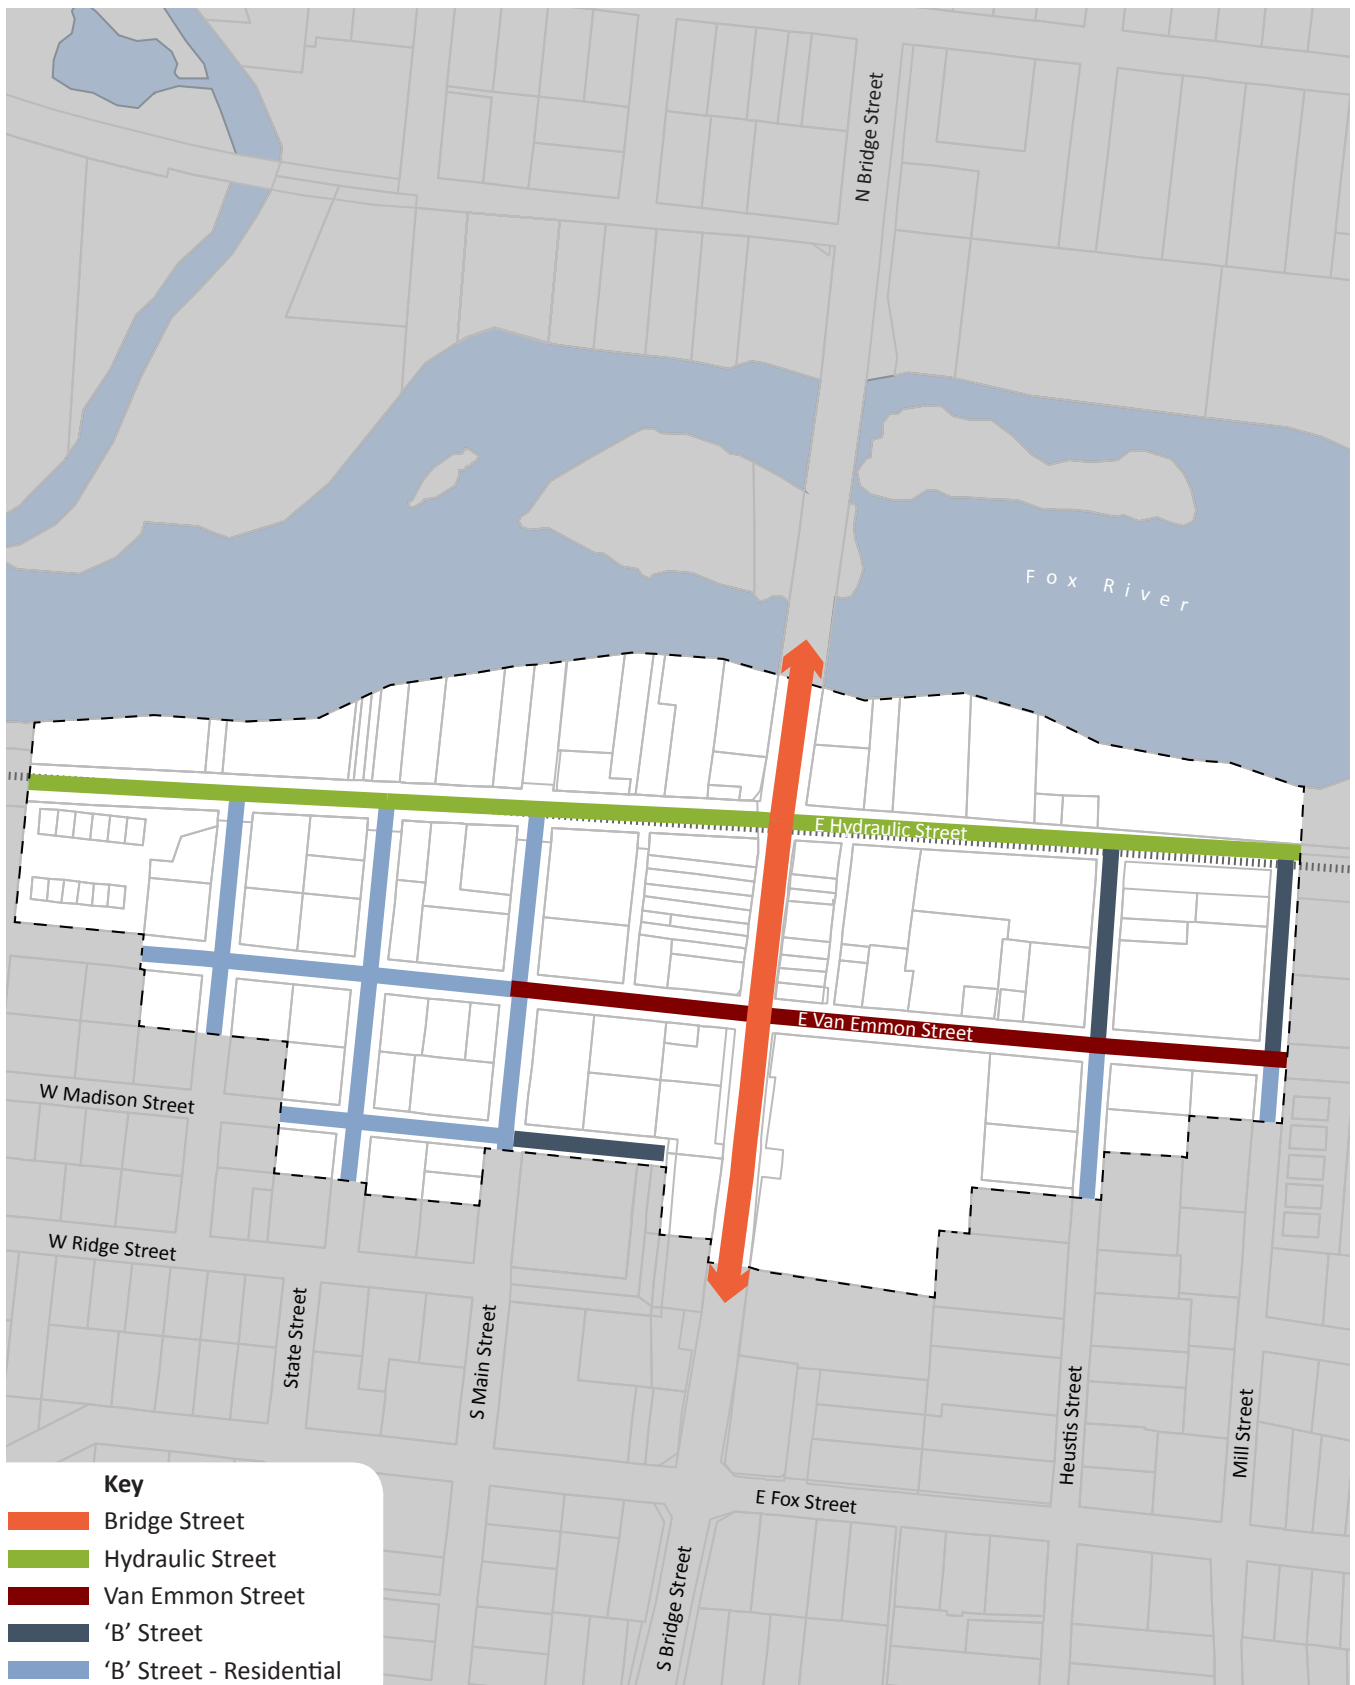 N Bridge Street
Fox River
E Hydraulic Street
E Van Emmon Street
W Madison Street
W Ridge Street
State Street
S Main Street
Heustis Street
Mill Street
E Fox Street
S Bridge Street
Key
Bridge Street
Hydraulic Street
Van Emmon Street
‘B’ Street
‘B’ Street - Residential